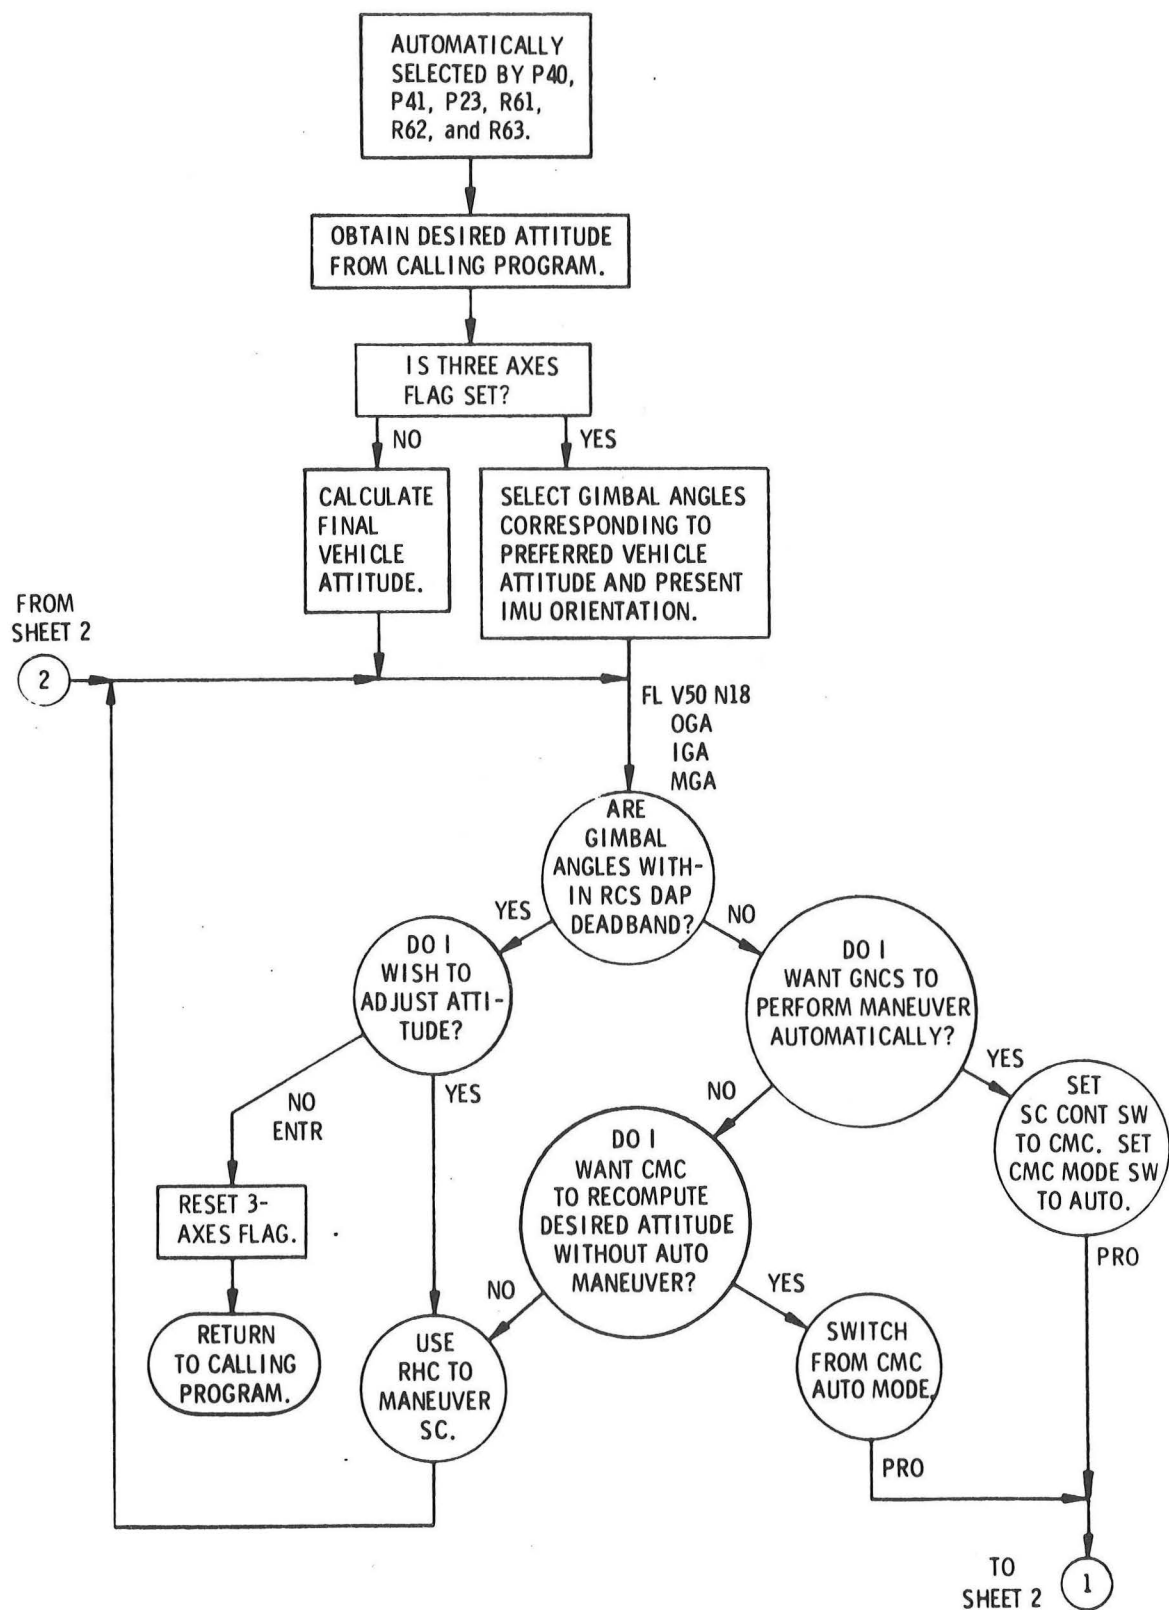 AUTOMATICALLY
SELECTED BY P40,
P41, P23, R61,
R62, and R63.
OBTAIN DESIRED ATTITUDE
FROM CALLING PROGRAM.
IS THREE AXES
FLAG SET?
NO
YES
CALCULATE
FINAL
VEHICLE
ATTITUDE.
SELECT GIMBAL ANGLES
CORRESPONDING TO
PREFERRED VEHICLE
ATTITUDE AND PRESENT
IMU ORIENTATION.
FROM
SHEET 2
2
FL V50 N18
OGA
IGA
MGA
ARE
GIMBAL
ANGLES WITH-
IN RCS DAP
DEADBAND?
YES
NO
DO I
WISH TO
ADJUST ATTI-
TUDE?
DO I
WANT GNCS TO
PERFORM MANEUVER
AUTOMATICALLY?
NO
ENTR
YES
NO
YES
RESET 3-
AXES FLAG.
RETURN
TO CALLING
PROGRAM.
DO I
WANT CMC
TO RECOMPUTE
DESIRED ATTITUDE
WITHOUT AUTO
MANEUVER?
SET
SC CONT SW
TO CMC. SET
CMC MODE SW
TO AUTO.
NO
YES
PRO
USE
RHC TO
MANEUVER
SC.
SWITCH
FROM CMC
AUTO MODE.
PRO
TO
SHEET 2
1